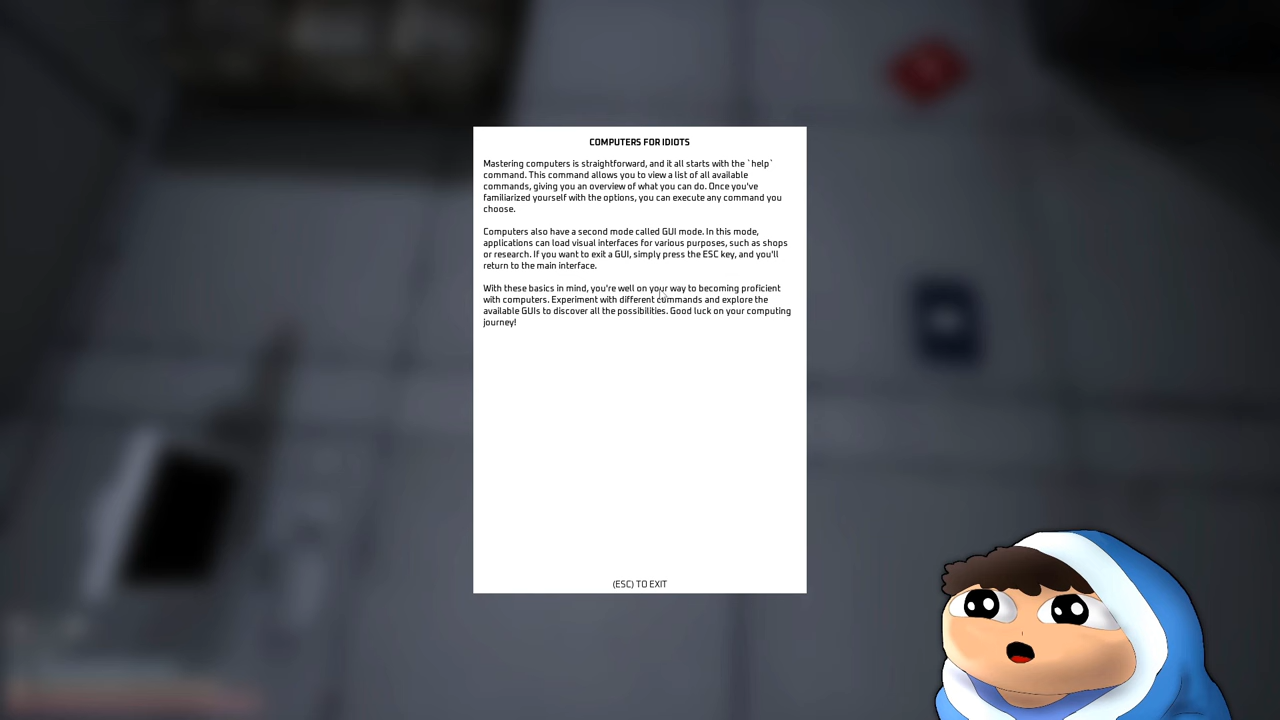 COMPUTERS FOR IDIOTS
Mastering computers is straightforward, and it all starts with the `help`
command. This command allows you to view a list of all available
commands, giving you an overview of what you can do. Once you've
familiarized yourself with the options, you can execute any command you
choose.
Computers also have a second mode called GUI mode. In this mode,
applications can load visual interfaces for various purposes, such as shops
or research. If you want to exit a GUI, simply press the ESC key, and you'll
return to the main interface.
With these basics in mind, you're well on your way to becoming proficient
with computers. Experiment with different commands and explore the
available GUIs to discover all the possibilities. Good luck on your computing
journey!
(ESC) TO EXIT